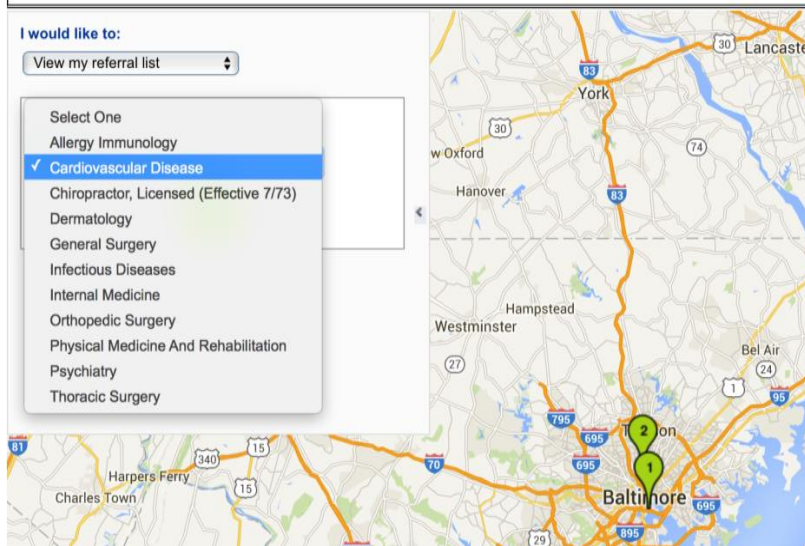 I would like to:
View my referral list
Select One
Allergy Immunology
✓ Cardiovascular Disease
Chiropractor, Licensed (Effective 7/73)
Dermatology
General Surgery
Infectious Diseases
Internal Medicine
Orthopedic Surgery
Physical Medicine And Rehabilitation
Psychiatry
Thoracic Surgery
30
Lancaste
83
York
30
w Oxford
74
Hanover
83
Hampstead
Westminster
27
Bel Air
24
1
95
795
695
2
on
81
340
15
70
695
1
Harpers Ferry
15
Charles Town
Baltimore
695
29
895